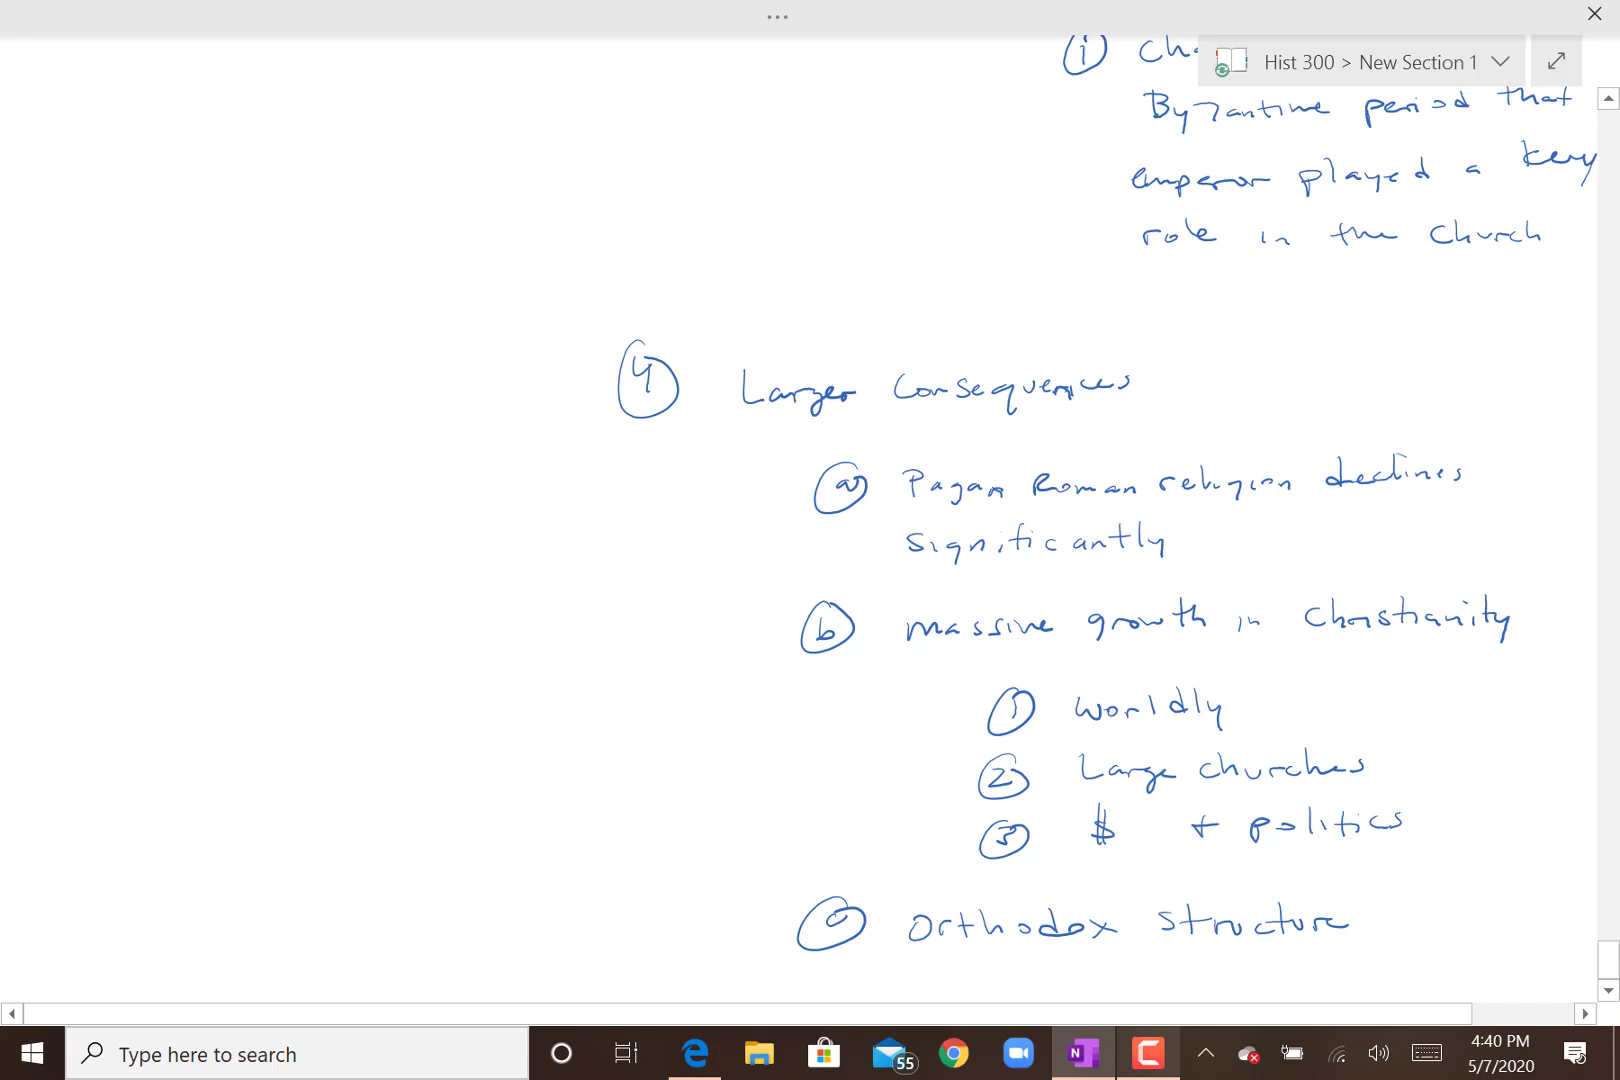 Hist 300 > New Section 1
① Cha
Byzantine period that
emperor played a key
role in the church
④ Larger Consequences
ⓐ Pagan Roman religion declines
significantly
ⓑ massive growth in Christianity
① worldly
② Large churches
③ $ + politics
ⓒ Orthodox structure
Type here to search
55
4:40 PM
5/7/2020